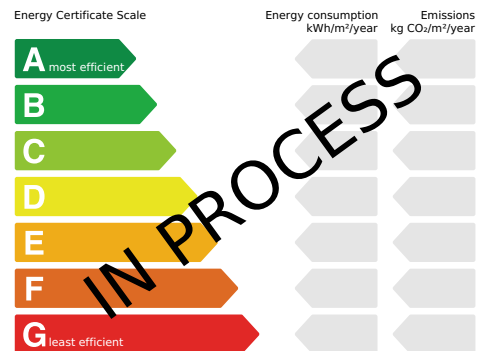 Energy Certificate Scale
Energy consumption
kWh/m²/year
Emissions
kg CO₂/m²/year
A most efficient
B
C
D
E
F
G least efficient
IN PROCESS